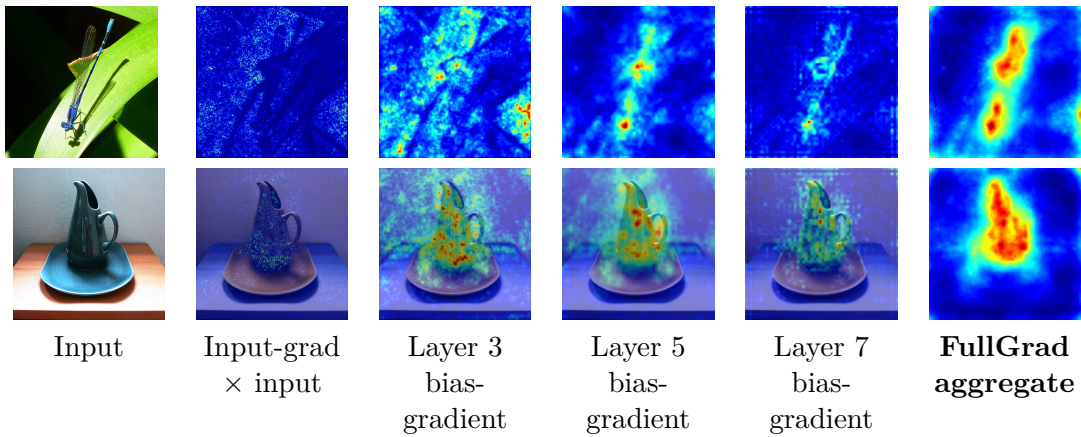 Input
Input-grad
× input
Layer 3
bias-
gradient
Layer 5
bias-
gradient
Layer 7
bias-
gradient
FullGrad
aggregate